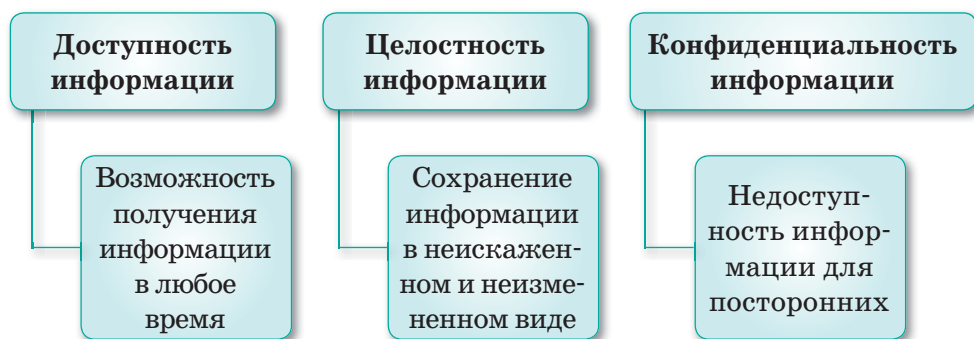 Доступность
информации
Целостность
информации
Конфиденциальность
информации
Возможность
получения
информации
в любое
время
Сохранение
информации
в неискажен-
ном и неизме-
ненном виде
Недоступ-
ность инфор-
мации для
посторонних